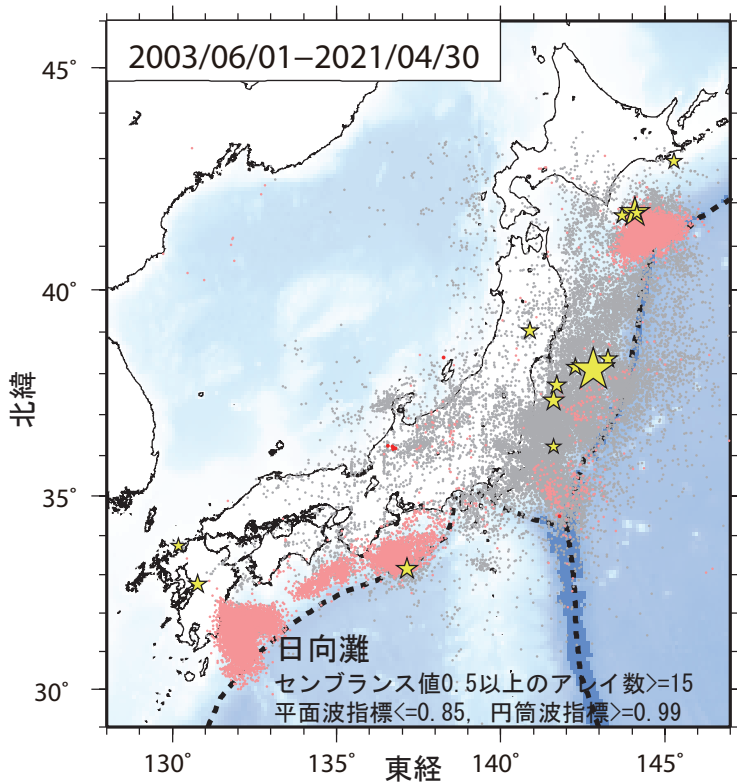 2003/06/01−2021/04/30
45˚
40˚
35˚
30˚
北緯
日向灘
センブランス値0.5以上のアレイ数>=15
平面波指標<=0.85, 円筒波指標>=0.99
130˚ 135˚ 140˚ 145˚
東経